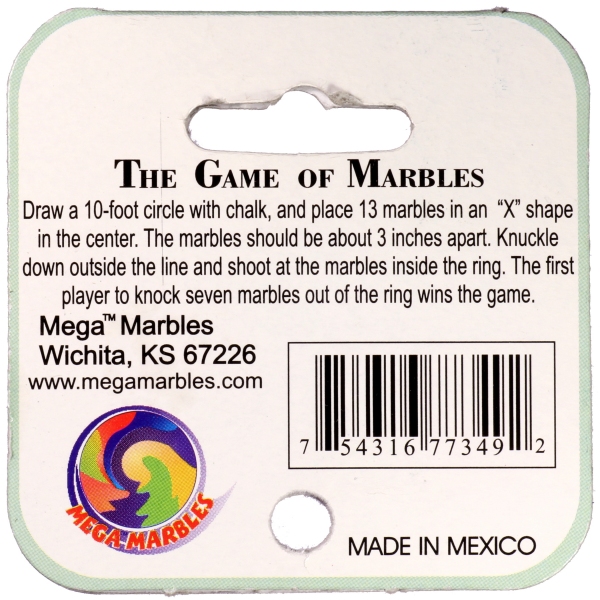 THE GAME OF MARBLES
Draw a 10-foot circle with chalk, and place 13 marbles in an “X” shape
in the center. The marbles should be about 3 inches apart. Knuckle
down outside the line and shoot at the marbles inside the ring. The first
player to knock seven marbles out of the ring wins the game.
Mega™ Marbles
Wichita, KS 67226
www.megamarbles.com
7 54316 77349 2
MEGA-MARBLES
MADE IN MEXICO